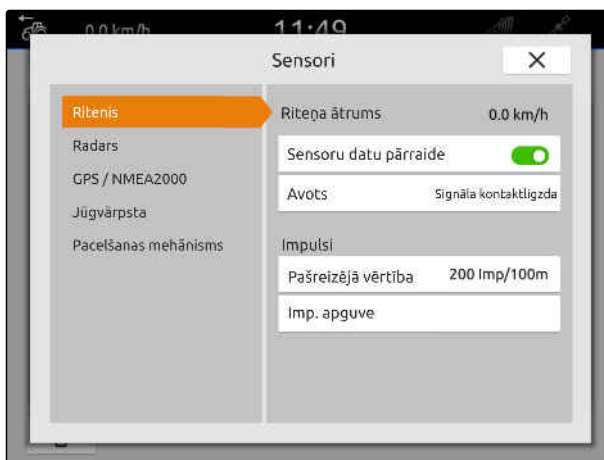 0.0 km/h 11:49
Sensori
Ritenis
Radars
GPS / NMEA2000
Jūgvārpsta
Pacelšanas mehānisms
Riteņa ātrums 0.0 km/h
Sensoru datu pārraide
Avots Signāla kontaktligzda
Impulsi
Pašreizējā vērtība 200 Imp/100m
Imp. apguve